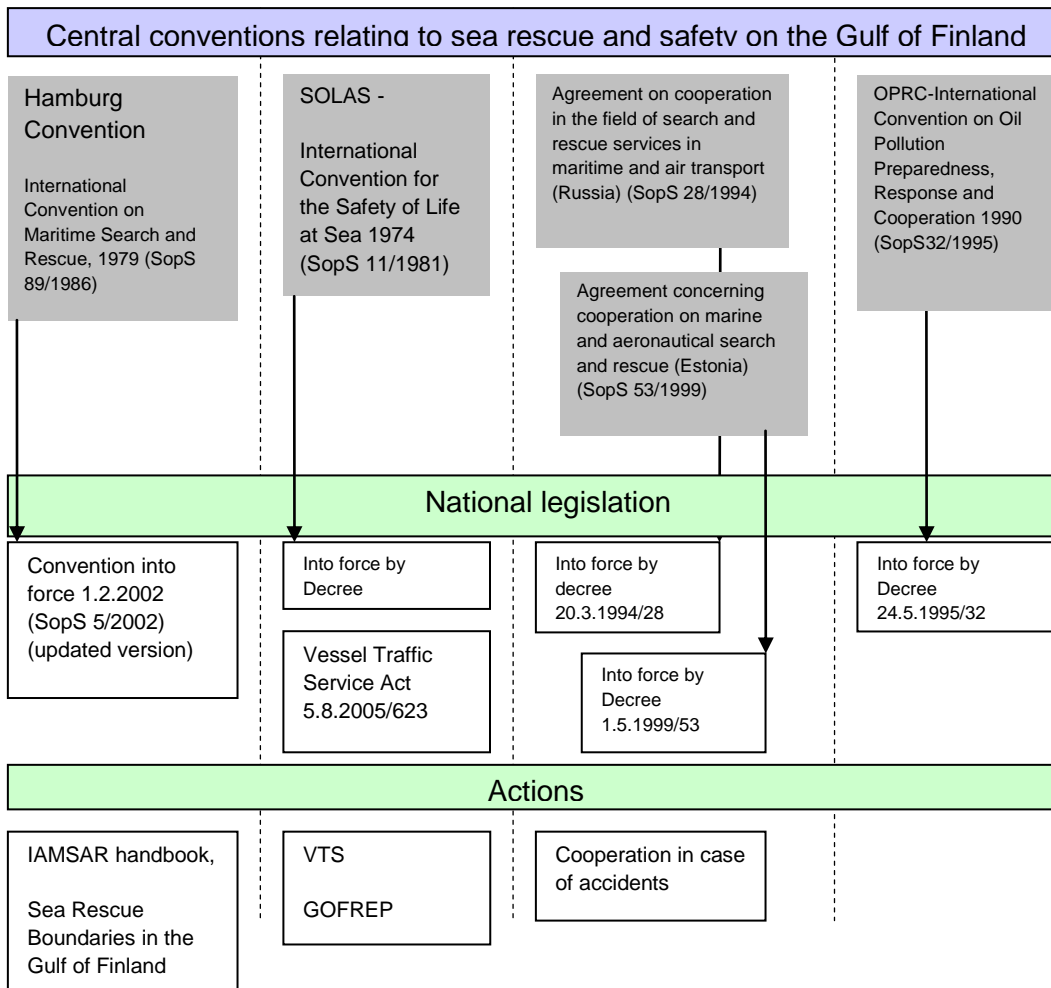 Central conventions relating to sea rescue and safety on the Gulf of Finland
Hamburg
Convention
International
Convention on
Maritime Search and
Rescue, 1979 (SopS
89/1986)
SOLAS -
International
Convention for
the Safety of Life
at Sea 1974
(SopS 11/1981)
Agreement on cooperation
in the field of search and
rescue services in
maritime and air transport
(Russia) (SopS 28/1994)
Agreement concerning
cooperation on marine
and aeronautical search
and rescue (Estonia)
(SopS 53/1999)
OPRC-International
Convention on Oil
Pollution
Preparedness,
Response and
Cooperation 1990
(SopS32/1995)
National legislation
Convention into
force 1.2.2002
(SopS 5/2002)
(updated version)
Into force by
Decree
Vessel Traffic
Service Act
5.8.2005/623
Into force by
decree
20.3.1994/28
Into force by
Decree
1.5.1999/53
Into force by
Decree
24.5.1995/32
Actions
IAMSAR handbook,
Sea Rescue
Boundaries in the
Gulf of Finland
VTS
GOFREP
Cooperation in case
of accidents